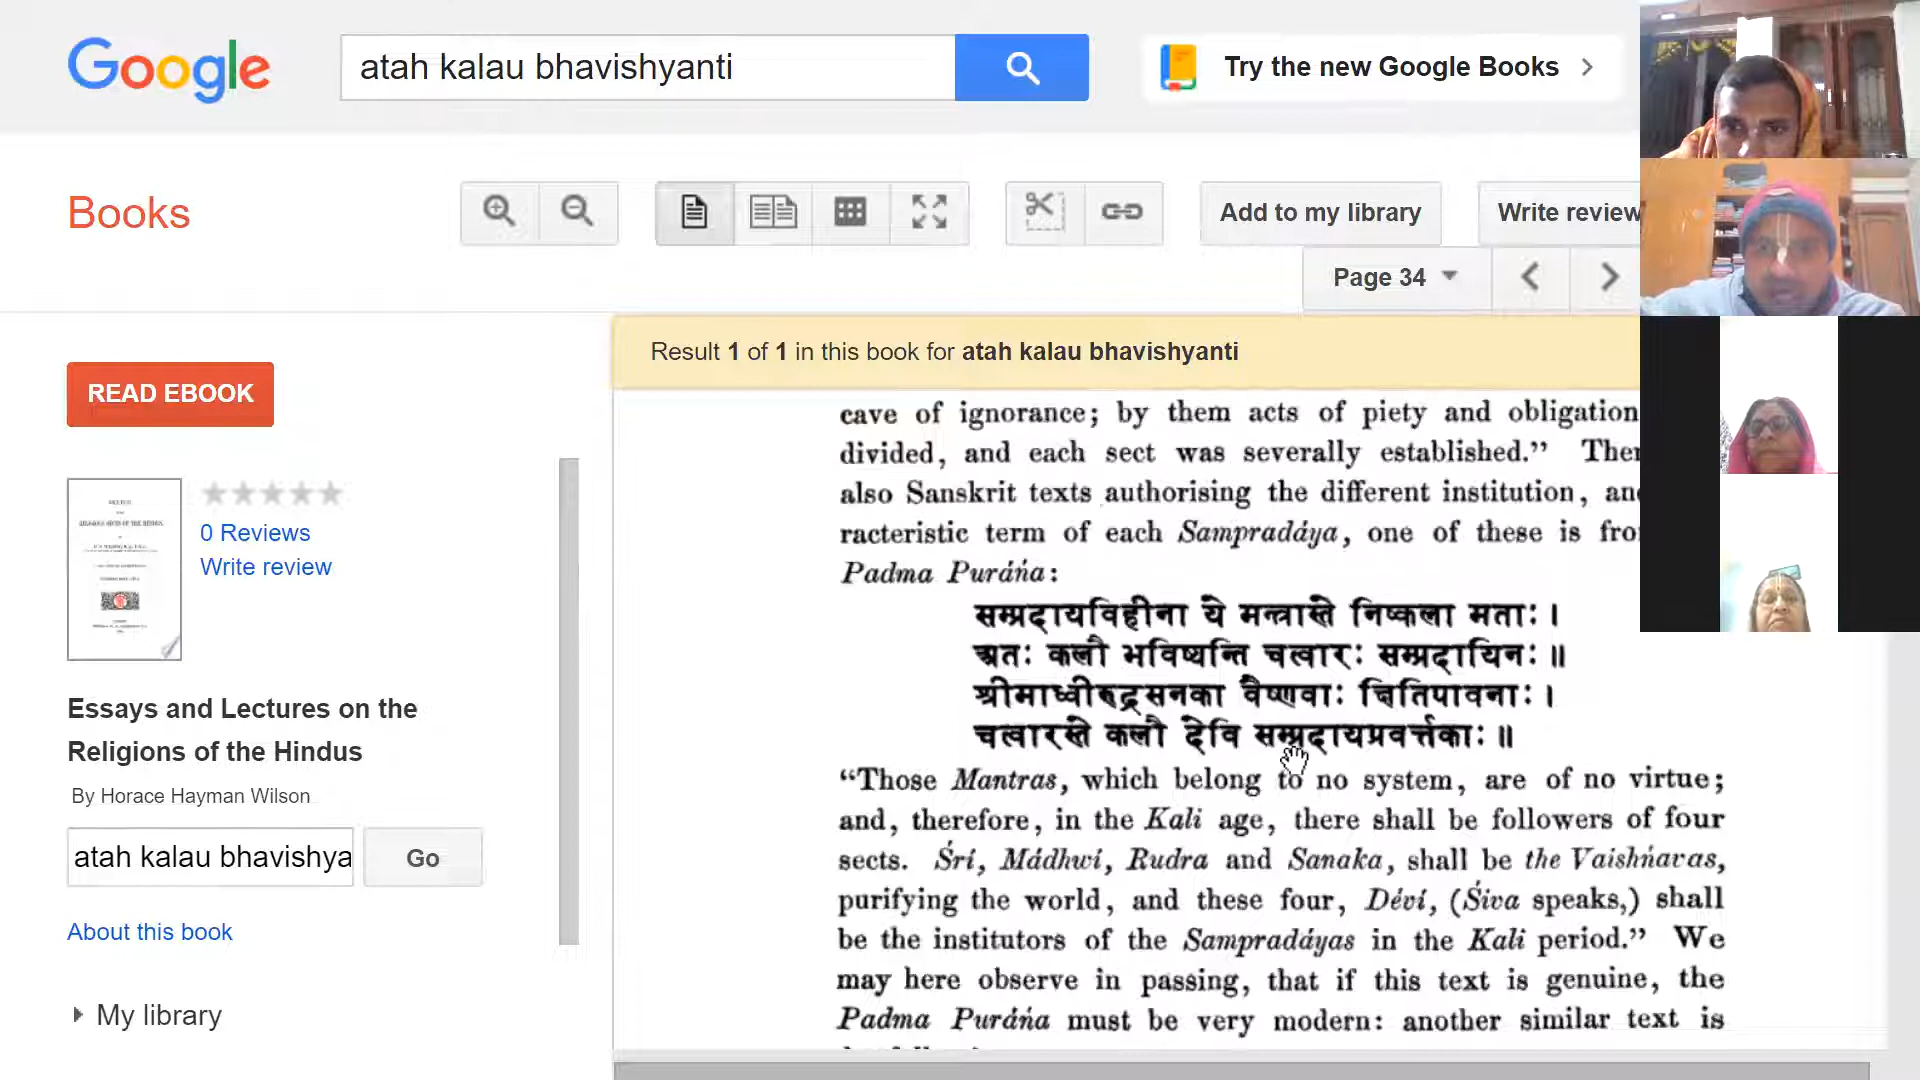 Google
atah kalau bhavishyanti
Try the new Google Books
Books
Add to my library
Write review
Page 34
READ EBOOK
0 Reviews
Write review
Essays and Lectures on the
Religions of the Hindus
By Horace Hayman Wilson
atah kalau bhavishya
Go
About this book
My library
Result 1 of 1 in this book for atah kalau bhavishyanti
cave of ignorance; by them acts of piety and obligation
divided, and each sect was severally established.”
also Sanskrit texts authorising the different institution,
racteristic term of each Sampradáya, one of these is
Padma Puráńa:
सम्प्रदायविहीना ये मन्त्रास्ते निष्फला मताः ।
अतः कलौ भविष्यन्ति चत्वारः सम्प्रदायिनः ॥
श्रीमाध्वीरुद्रसनका वैष्णवाः क्षितिपावनाः ।
चत्वारस्ते कलौ देवि सम्प्रदायप्रवर्त्तकाः ॥
“Those Mantras, which belong to no system, are of no virtue;
and, therefore, in the Kali age, there shall be followers of four
sects. Śrí, Mádhwí, Rudra and Sanaka, shall be the Vaishńavas,
purifying the world, and these four, Déví, (Śiva speaks,) shall
be the institutors of the Sampradáyas in the Kali period.” We
may here observe in passing, that if this text is genuine, the
Padma Puráńa must be very modern: another similar text is